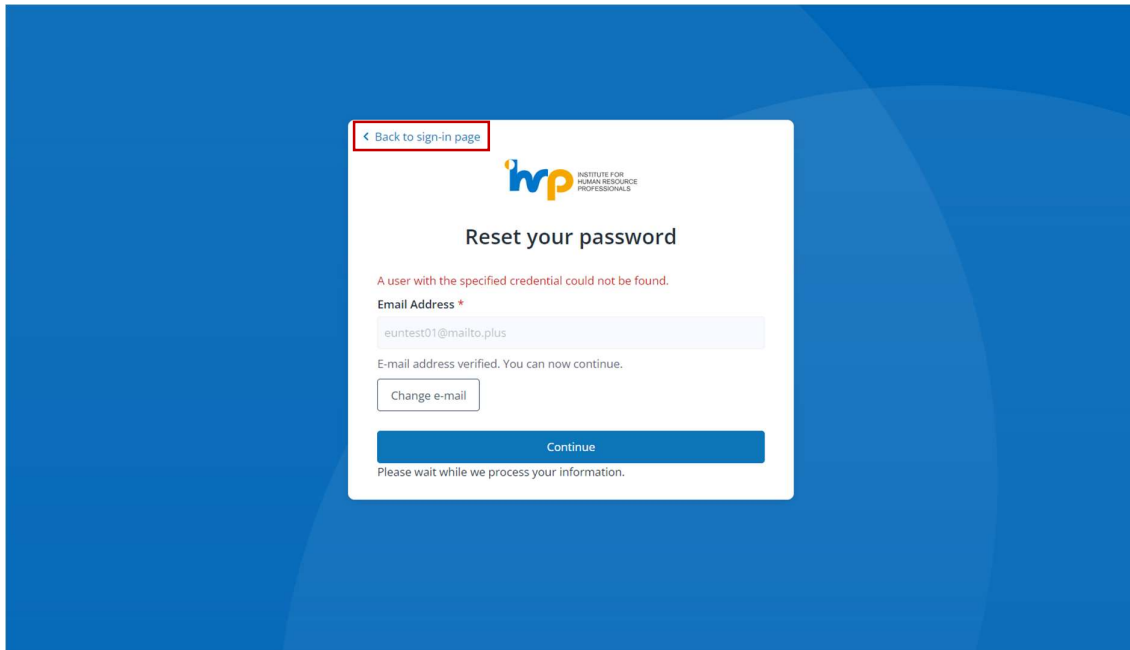 Back to sign-in page
ihrp
INSTITUTE FOR
HUMAN RESOURCE
PROFESSIONALS
Reset your password
A user with the specified credential could not be found.
Email Address *
euntest01@mailto.plus
E-mail address verified. You can now continue.
Change e-mail
Continue
Please wait while we process your information.